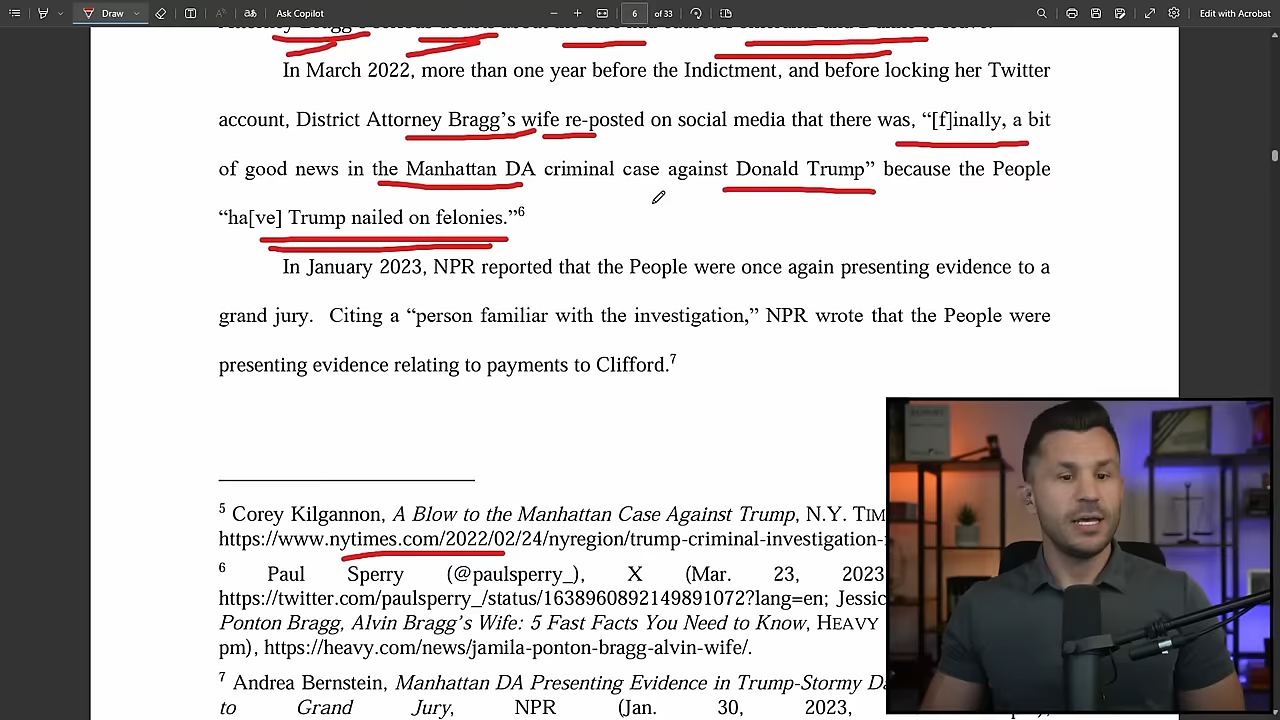 Draw
Ask Copilot
6
of 33
Edit with Acrobat
In March 2022, more than one year before the Indictment, and before locking her Twitter
account, District Attorney Bragg’s wife re-posted on social media that there was, “[f]inally, a bit
of good news in the Manhattan DA criminal case against Donald Trump” because the People
“ha[ve] Trump nailed on felonies.”6
In January 2023, NPR reported that the People were once again presenting evidence to a
grand jury. Citing a “person familiar with the investigation,” NPR wrote that the People were
presenting evidence relating to payments to Clifford.7
5 Corey Kilgannon, A Blow to the Manhattan Case Against Trump, N.Y. TIM
https://www.nytimes.com/2022/02/24/nyregion/trump-criminal-investigation-
6 Paul Sperry (@paulsperry_), X (Mar. 23, 2023
https://twitter.com/paulsperry_/status/1638960892149891072?lang=en; Jessic
Ponton Bragg, Alvin Bragg’s Wife: 5 Fast Facts You Need to Know, HEAVY
pm), https://heavy.com/news/jamila-ponton-bragg-alvin-wife/.
7 Andrea Bernstein, Manhattan DA Presenting Evidence in Trump-Stormy Da
to Grand Jury, NPR (Jan. 30, 2023,